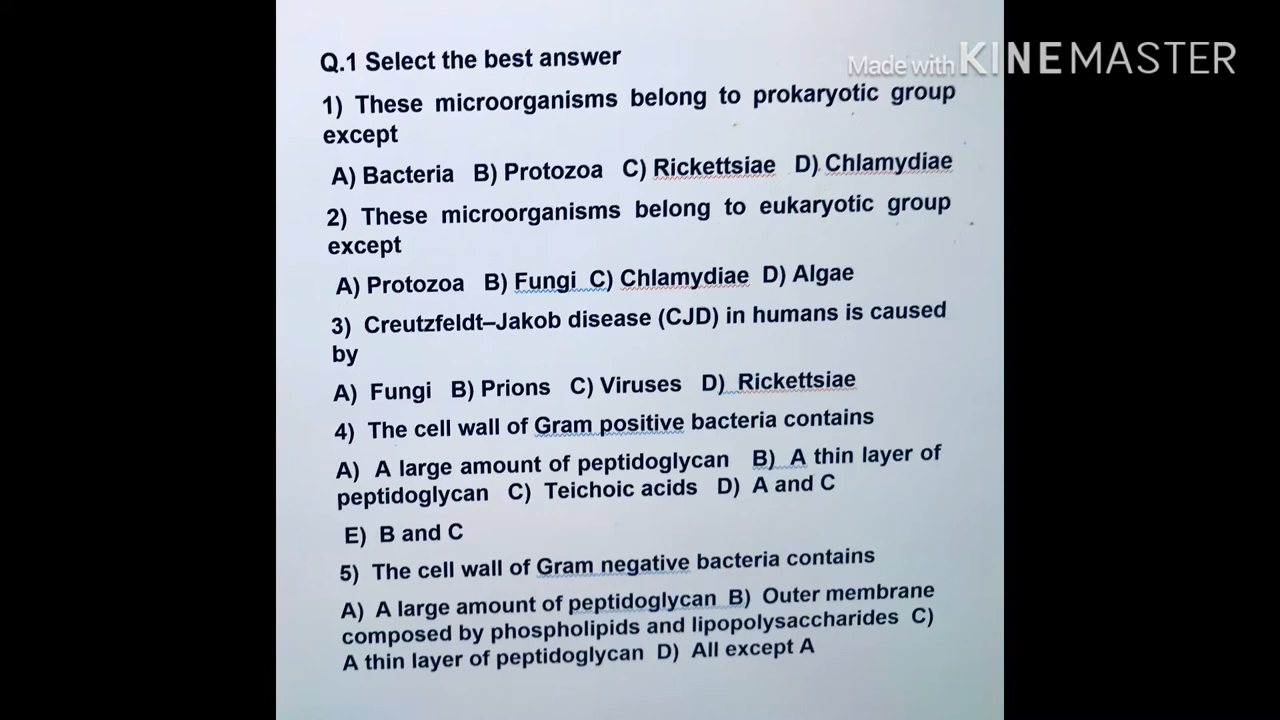 Made with KINEMASTER
Q.1 Select the best answer
1) These microorganisms belong to prokaryotic group
except
A) Bacteria B) Protozoa C) Rickettsiae D) Chlamydiae
2) These microorganisms belong to eukaryotic group
except
A) Protozoa B) Fungi C) Chlamydiae D) Algae
3) Creutzfeldt–Jakob disease (CJD) in humans is caused
by
A) Fungi B) Prions C) Viruses D) Rickettsiae
4) The cell wall of Gram positive bacteria contains
A) A large amount of peptidoglycan B) A thin layer of
peptidoglycan C) Teichoic acids D) A and C
E) B and C
5) The cell wall of Gram negative bacteria contains
A) A large amount of peptidoglycan B) Outer membrane
composed by phospholipids and lipopolysaccharides C)
A thin layer of peptidoglycan D) All except A